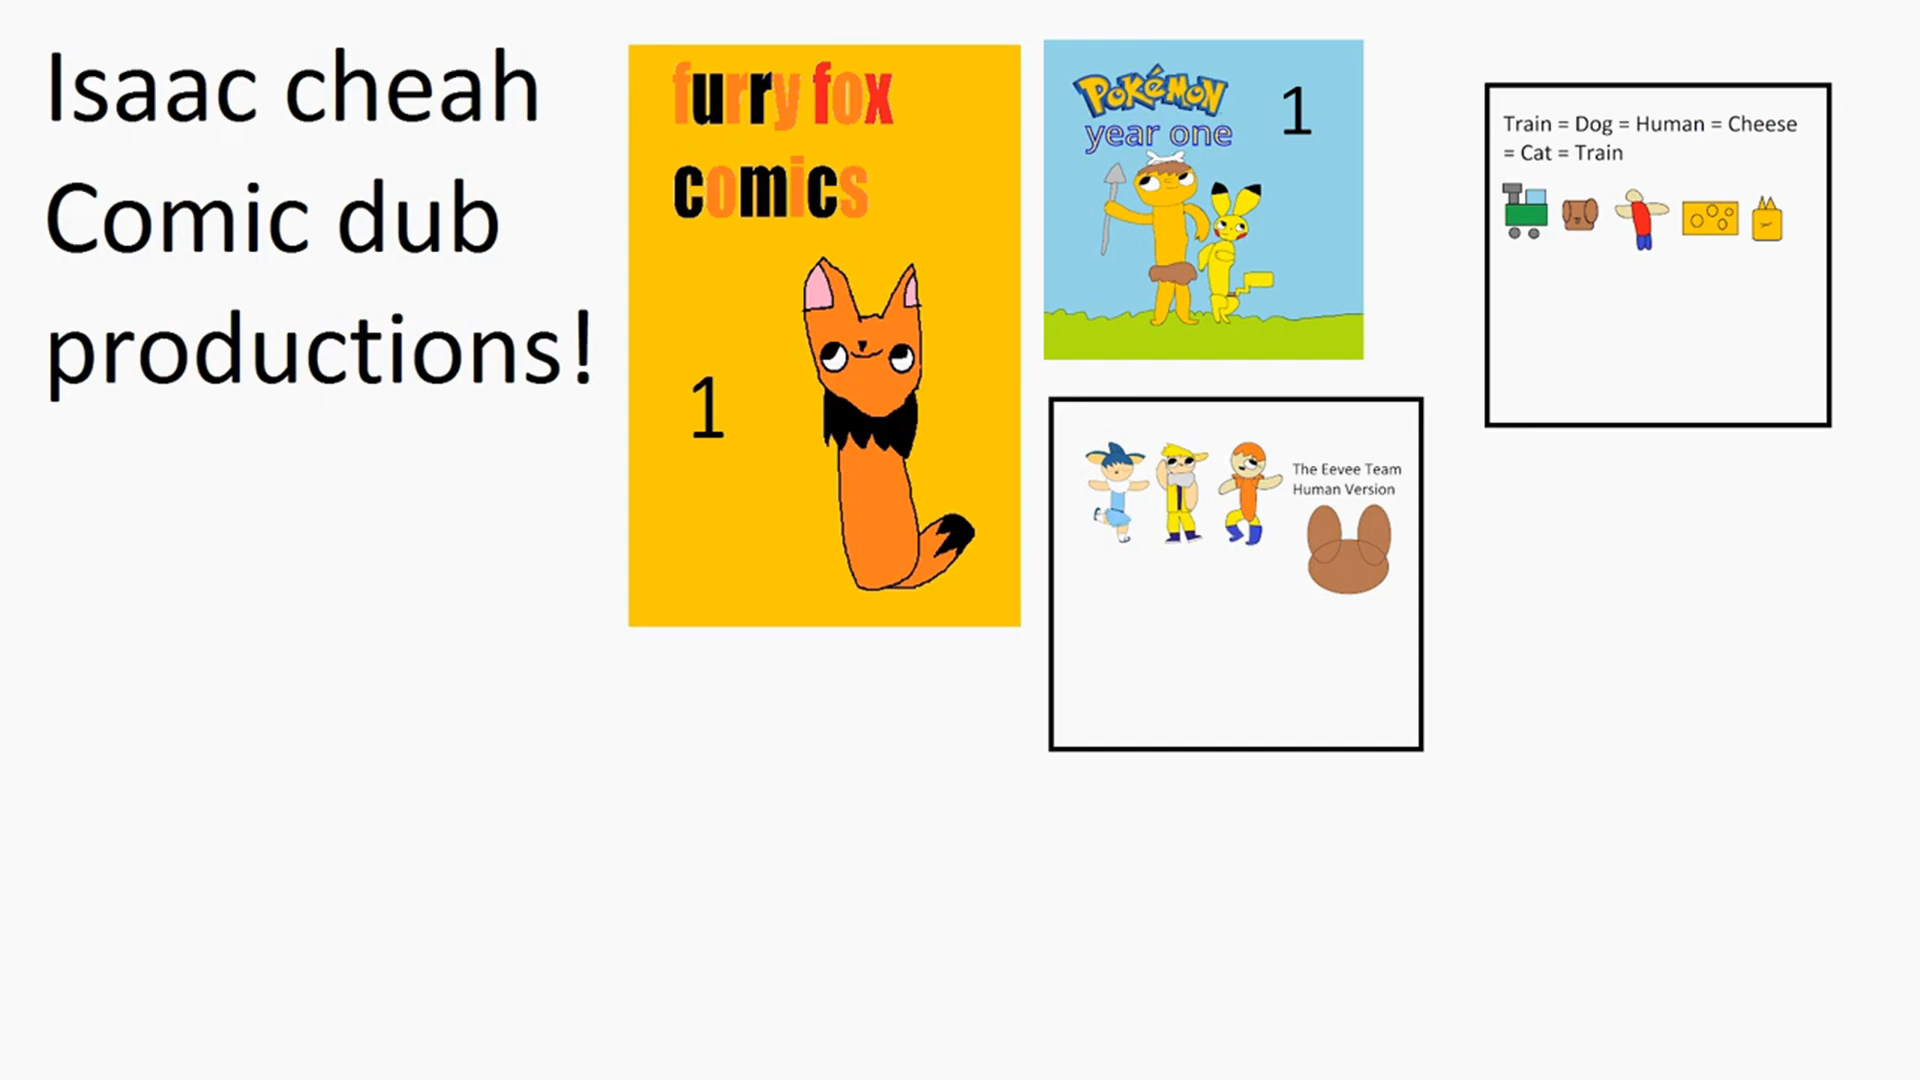 Isaac cheah
Comic dub
productions!
furry fox
comics
1
POKéMON
year one
1
Train = Dog = Human = Cheese
= Cat = Train
The Eevee Team
Human Version